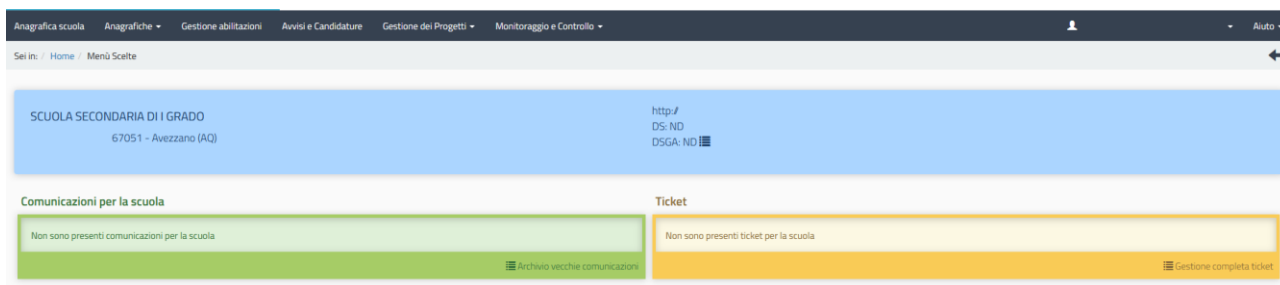 Anagrafica scuola Anagrafiche Gestione abilitazioni Avvisi e Candidature Gestione dei Progetti Monitoraggio e Controllo Aiuto
Sei in: / Home / Menù Scelte
SCUOLA SECONDARIA DI I GRADO
67051 - Avezzano (AQ)
http://
DS: ND
DSGA: ND
Comunicazioni per la scuola
Non sono presenti comunicazioni per la scuola
Archivio vecchie comunicazioni
Ticket
Non sono presenti ticket per la scuola
Gestione completa ticket